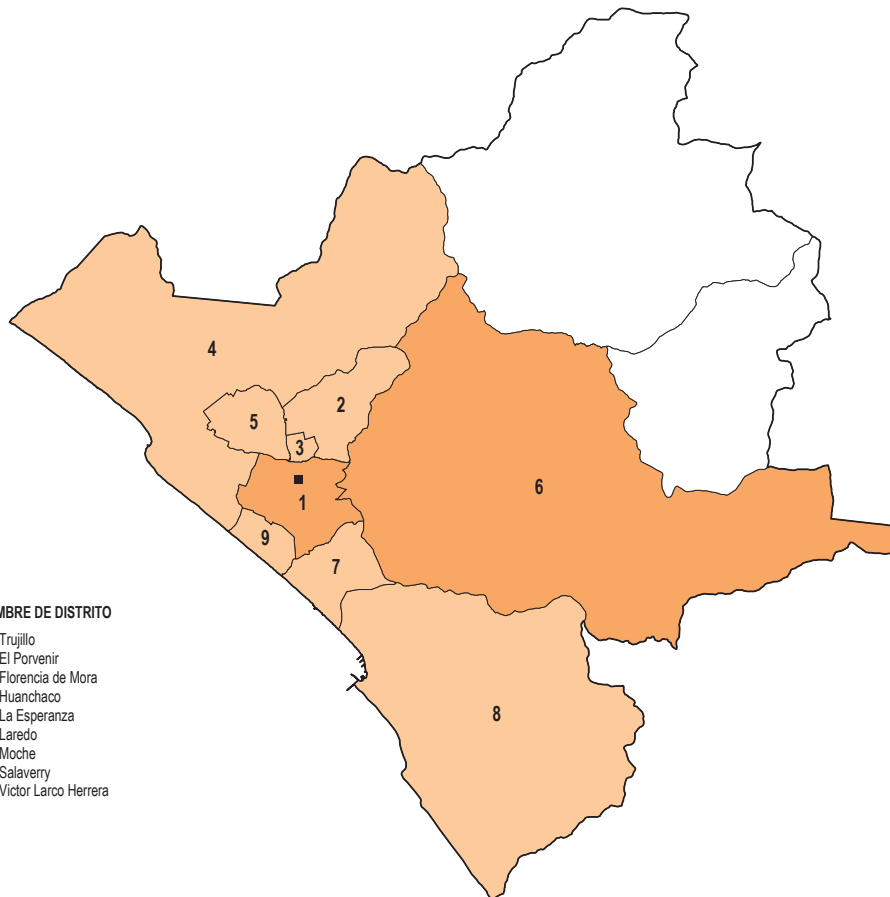 4
2
5
3
6
1
9
7
MBRE DE DISTRITO
Trujillo
El Porvenir
Florencia de Mora
Huanchaco
La Esperanza
Laredo
Moche
Salaverry
Victor Larco Herrera
8